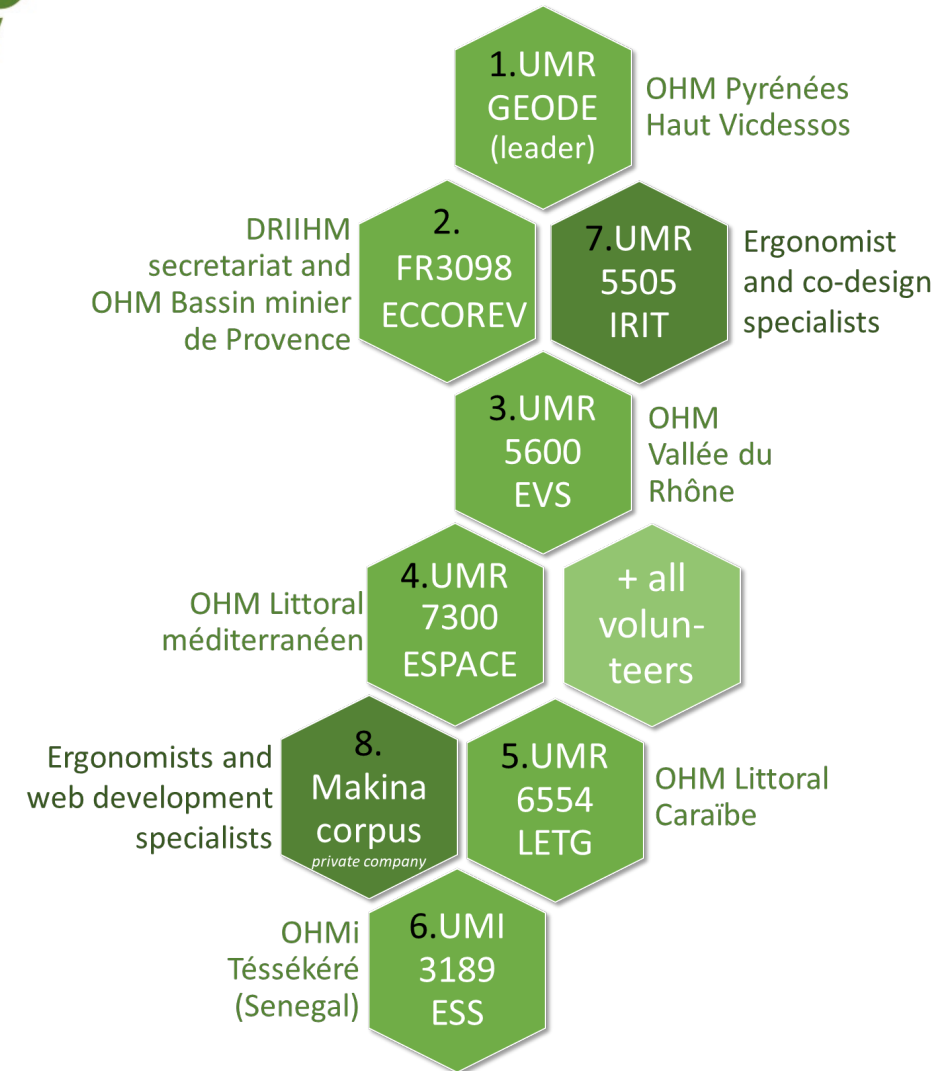 1.UMR
GEODE
(leader)
OHM Pyrénées
Haut Vicdessos
DRIIHM
secretariat and
OHM Bassin minier
de Provence
2.
FR3098
ECCOREV
7.UMR
5505
IRIT
Ergonomist
and co-design
specialists
3.UMR
5600
EVS
OHM
Vallée du
Rhône
OHM Littoral
méditerranéen
4.UMR
7300
ESPACE
+ all
volun-
teers
Ergonomists and
web development
specialists
8.
Makina
corpus
private company
5.UMR
6554
LETG
OHM Littoral
Caraïbe
OHMi
Téssékéré
(Senegal)
6.UMI
3189
ESS